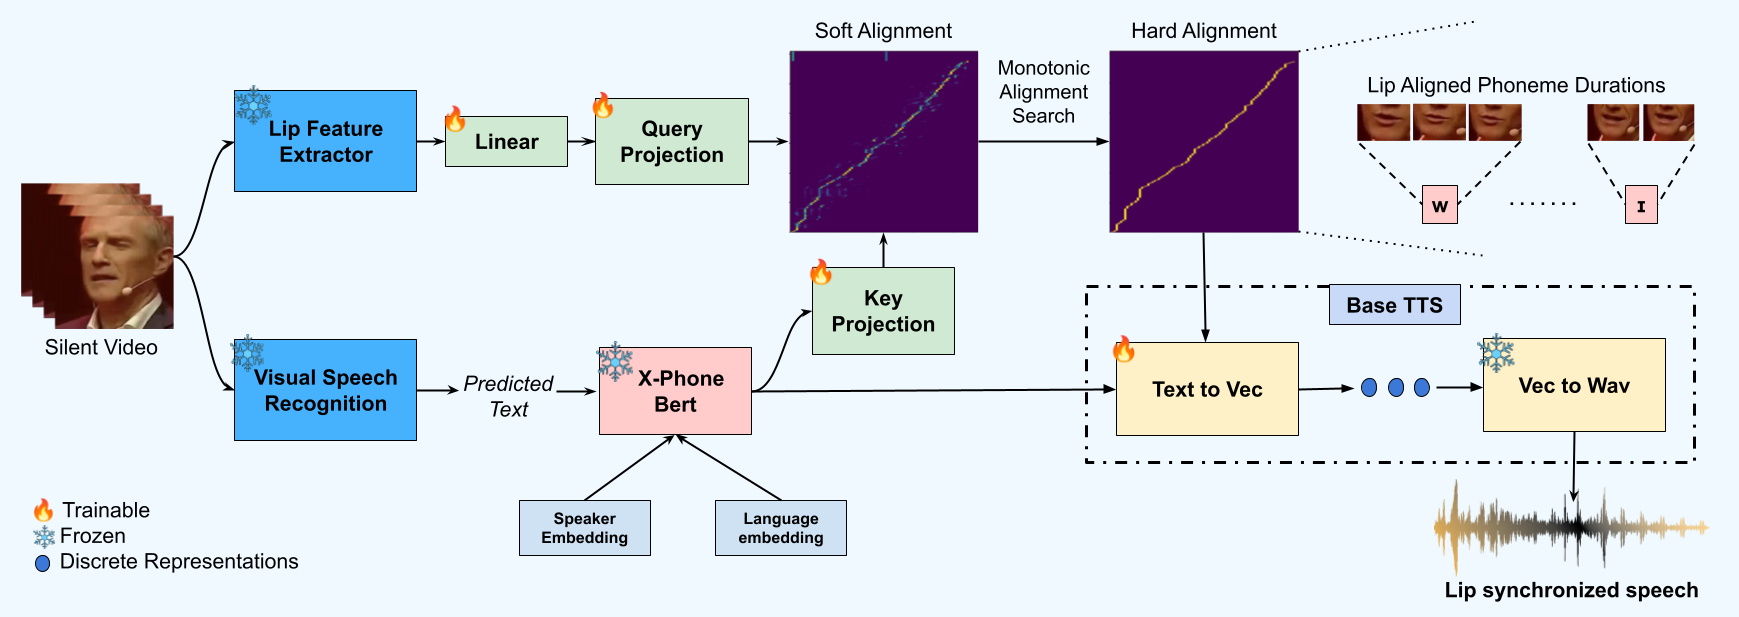 Soft Alignment
Hard Alignment
Monotonic
Alignment
Search
Lip Aligned Phoneme Durations
Lip Feature
Extractor
Linear
Query
Projection
W
I
Key
Projection
Base TTS
Silent Video
Visual Speech
Recognition
Predicted
Text
X-Phone
Bert
Text to Vec
Vec to Wav
Speaker
Embedding
Language
embedding
Trainable
Frozen
Discrete Representations
Lip synchronized speech